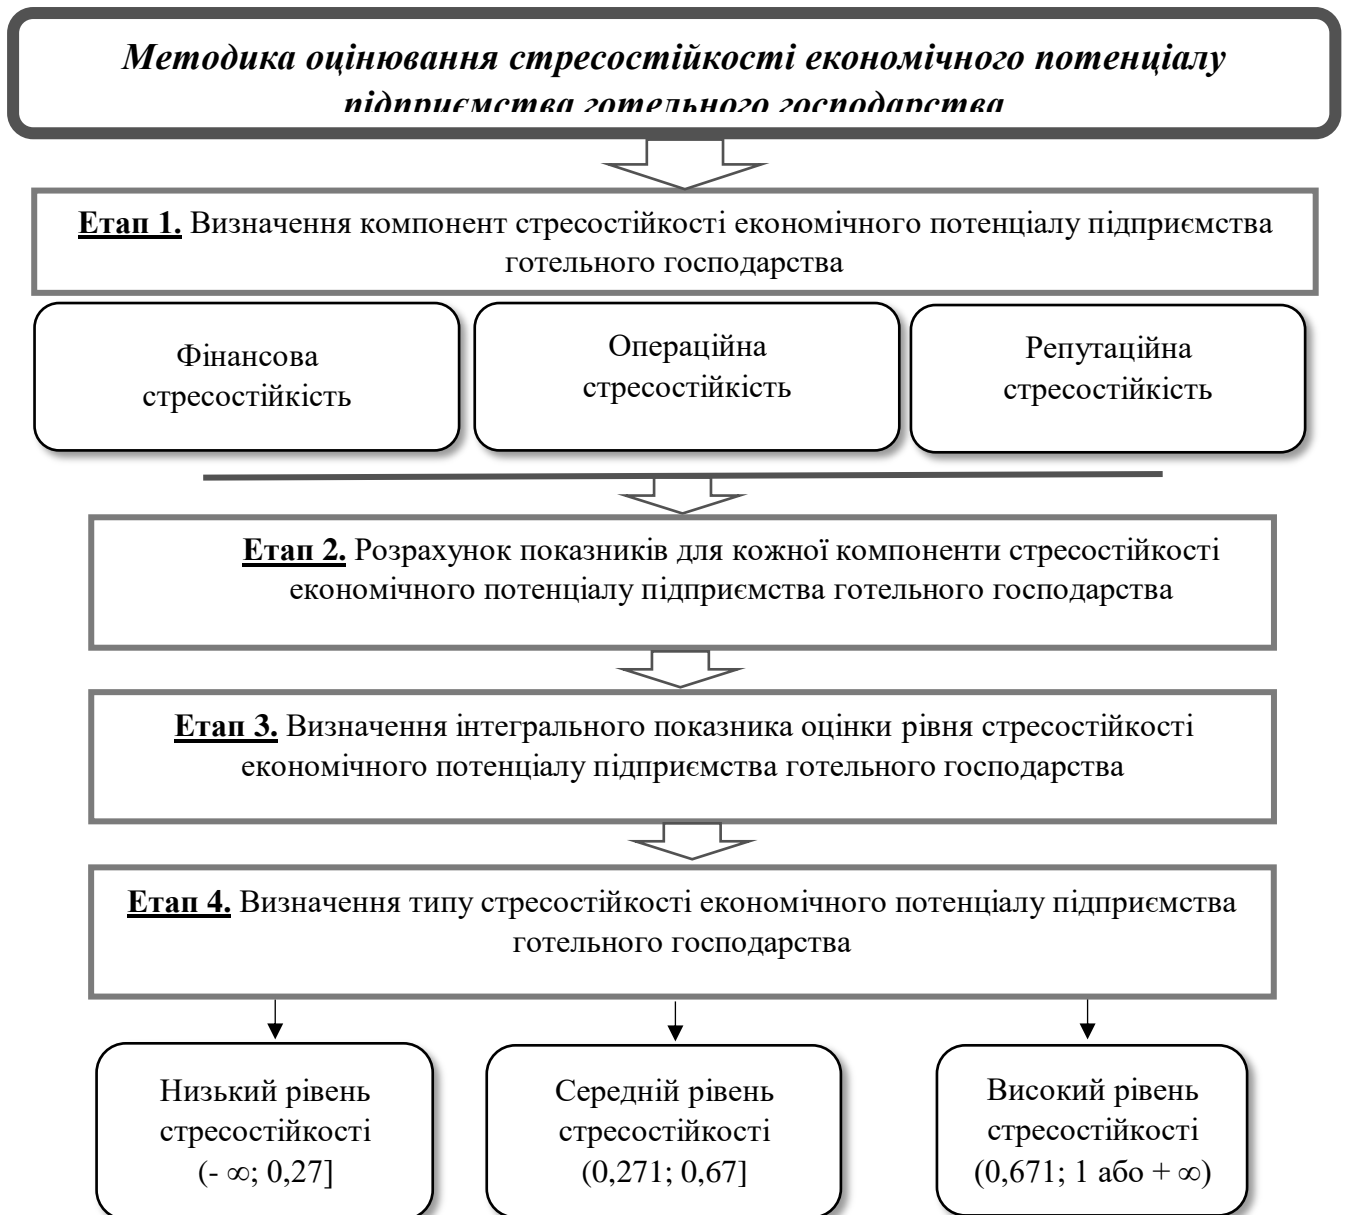 Методика оцінювання стресостійкості економічного потенціалу
підприємства готельного господарства
Етап 1. Визначення компонент стресостійкості економічного потенціалу підприємства
готельного господарства
Фінансова
стресостійкість
Операційна
стресостійкість
Репутаційна
стресостійкість
Етап 2. Розрахунок показників для кожної компоненти стресостійкості
економічного потенціалу підприємства готельного господарства
Етап 3. Визначення інтегрального показника оцінки рівня стресостійкості
економічного потенціалу підприємства готельного господарства
Етап 4. Визначення типу стресостійкості економічного потенціалу підприємства
готельного господарства
Низький рівень
стресостійкості
(- ∞; 0,27]
Середній рівень
стресостійкості
(0,271; 0,67]
Високий рівень
стресостійкості
(0,671; 1 або + ∞)